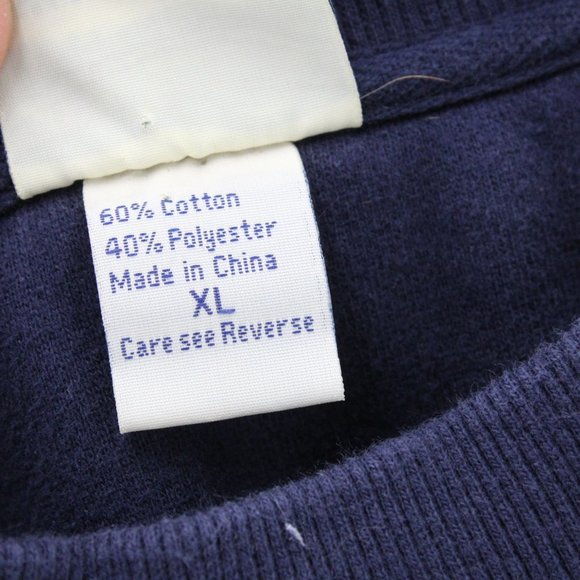 60% Cotton
40% Polyester
Made in China
XL
Care see Reverse